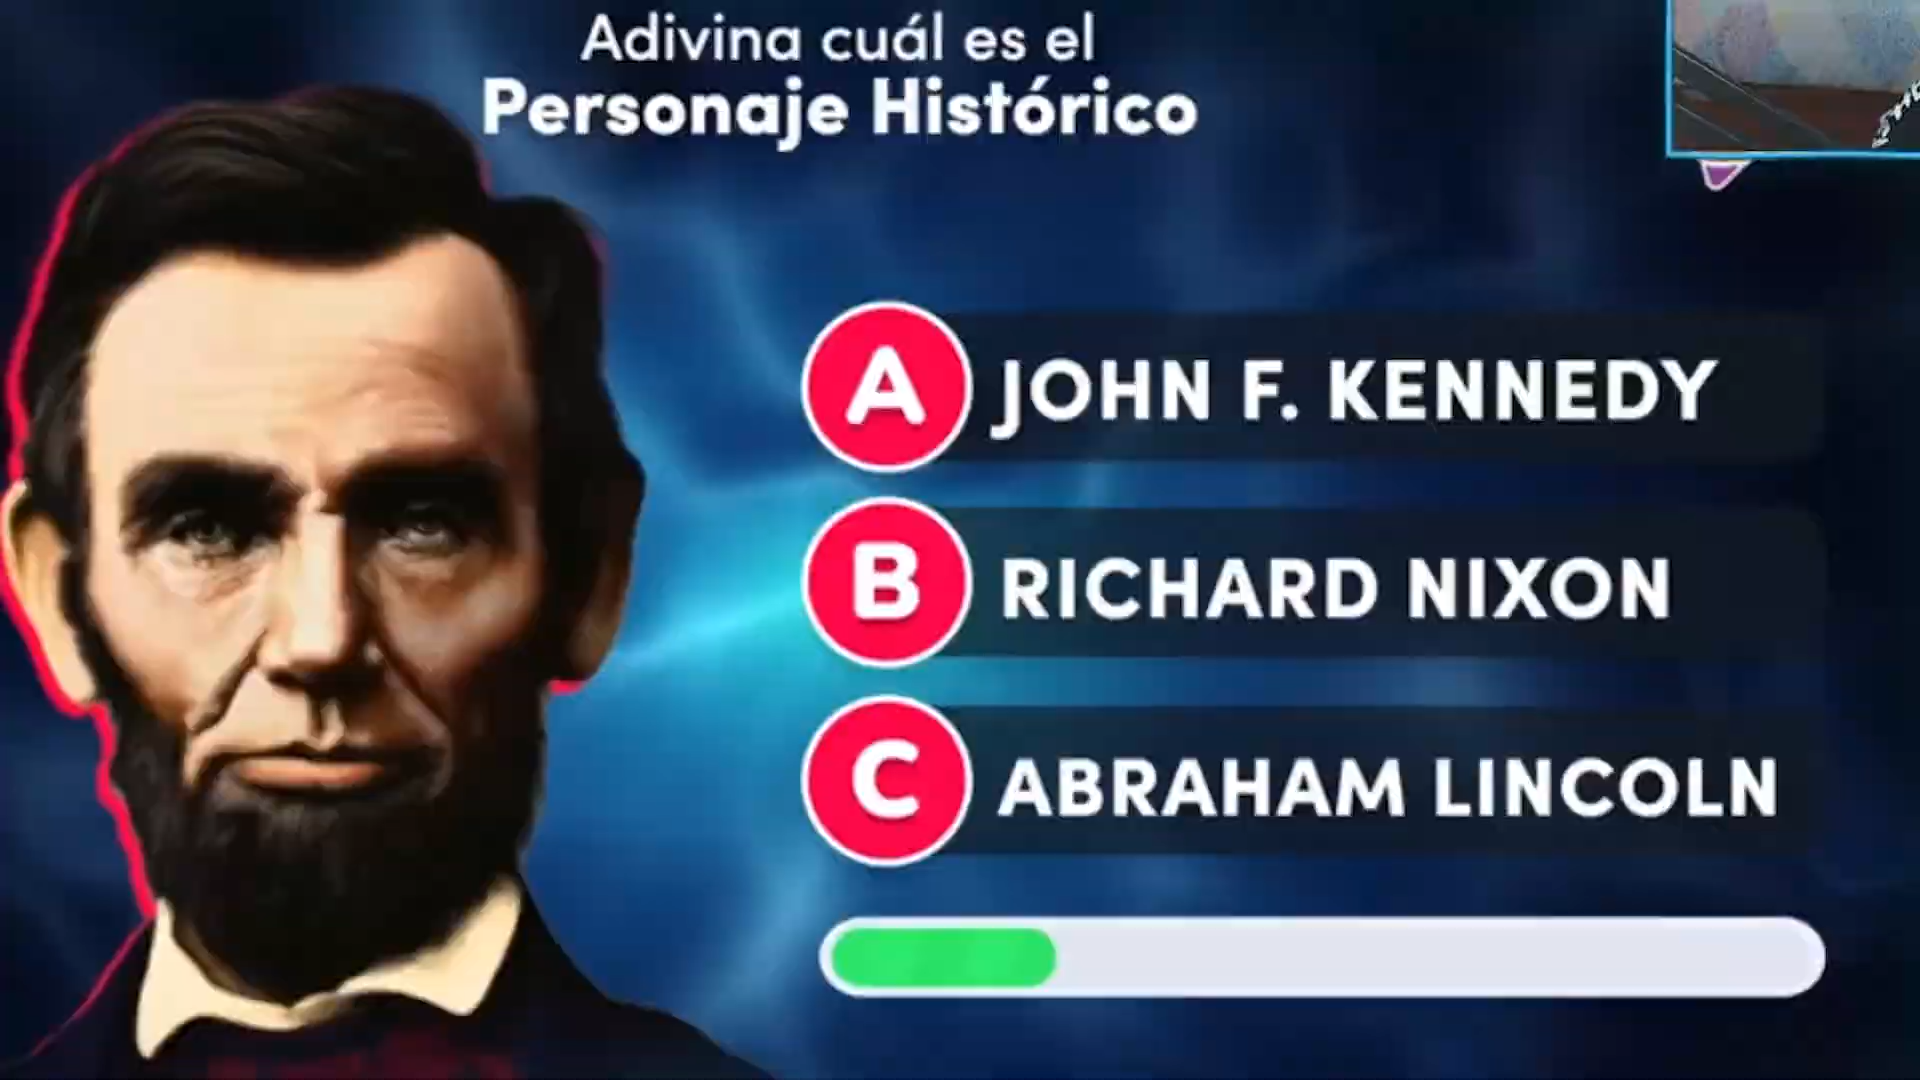 Adivina cuál es el
Personaje Histórico
A JOHN F. KENNEDY
B RICHARD NIXON
C ABRAHAM LINCOLN